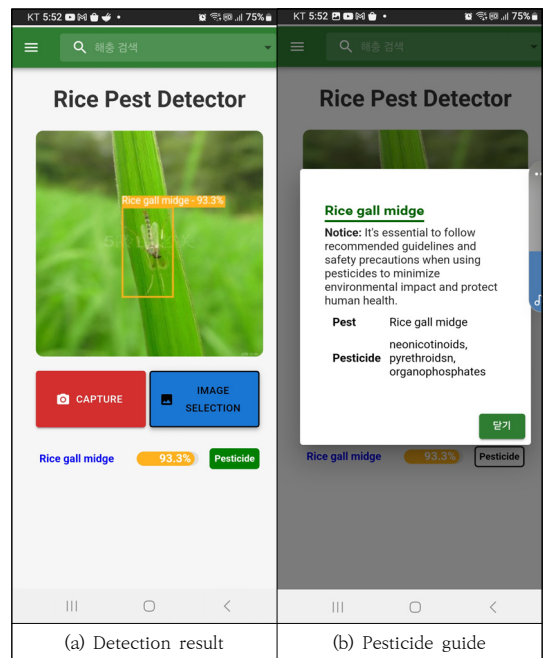 KT 5:52
75%
해충 검색
Rice Pest Detector
Rice gall midge - 93.3%
CAPTURE
IMAGE
SELECTION
Rice gall midge 93.3% Pesticide
(a) Detection result
KT 5:52
75%
해충 검색
Rice Pest Detector
Rice gall midge
Notice: It's essential to follow
recommended guidelines and
safety precautions when using
pesticides to minimize
environmental impact and protect
human health.
Pest Rice gall midge
neonicotinoids,
Pesticide pyrethroidsn,
organophosphates
닫기
Rice gall midge 93.3% Pesticide
(b) Pesticide guide